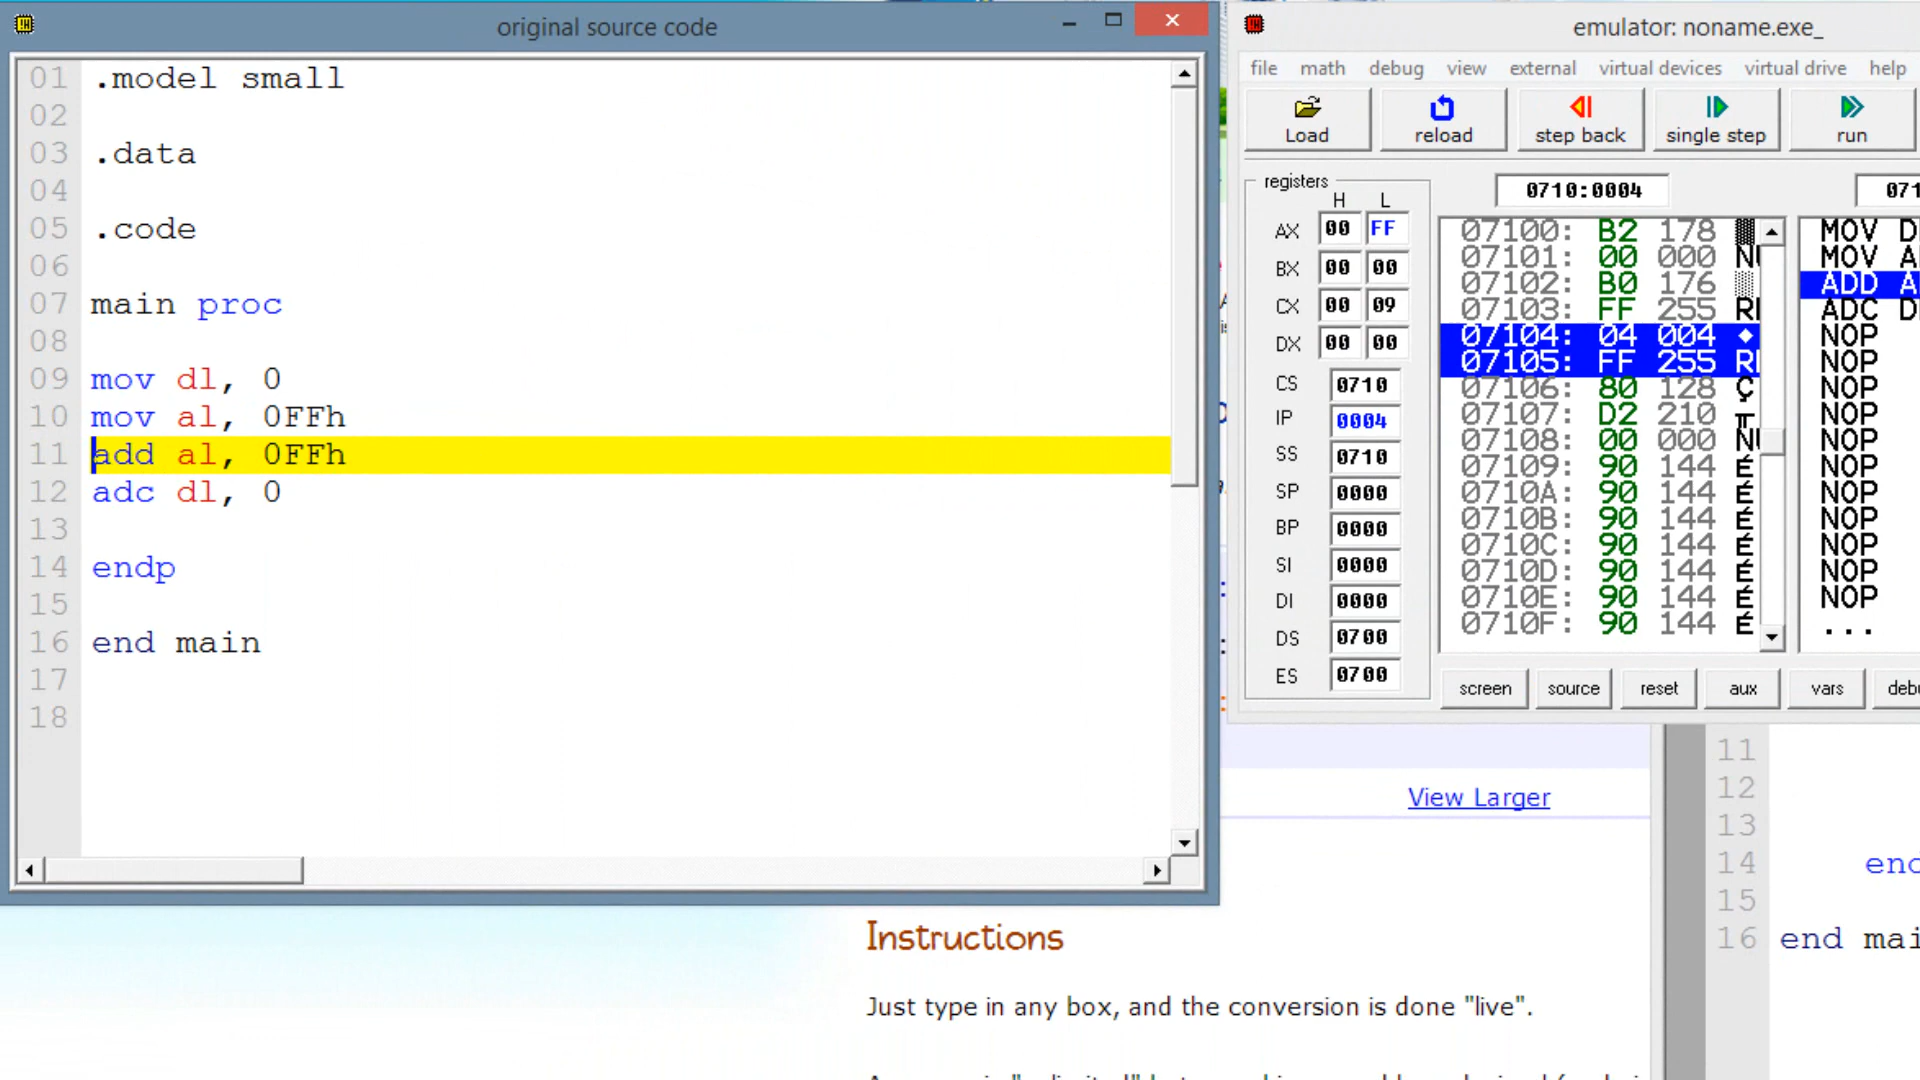 original source code
01 .model small
02
03 .data
04
05 .code
06
07 main proc
08
09 mov dl, 0
10 mov al, 0FFh
11 add al, 0FFh
12 adc dl, 0
13
14 endp
15
16 end main
17
18
emulator: noname.exe_
file math debug view external virtual devices virtual drive help
Load reload step back single step run
registers
H L
0710:0004
AX 00 FF
BX 00 00
CX 00 09
DX 00 00
CS 0710
IP 0004
SS 0710
SP 0000
BP 0000
SI 0000
DI 0000
DS 0700
ES 0700
07100: B2 178
07101: 00 000
07102: B0 176
07103: FF 255
07104: 04 004 ♦
07105: FF 255
07106: 80 128 Ç
07107: D2 210 ╥
07108: 00 000
07109: 90 144 É
0710A: 90 144 É
0710B: 90 144 É
0710C: 90 144 É
0710D: 90 144 É
0710E: 90 144 É
0710F: 90 144 É
MOV D
MOV A
ADD A
ADC D
NOP
NOP
NOP
NOP
NOP
NOP
NOP
NOP
NOP
NOP
NOP
...
screen source reset aux vars
View Larger
Instructions
Just type in any box, and the conversion is done "live".
11
12
13
14
15
16 end